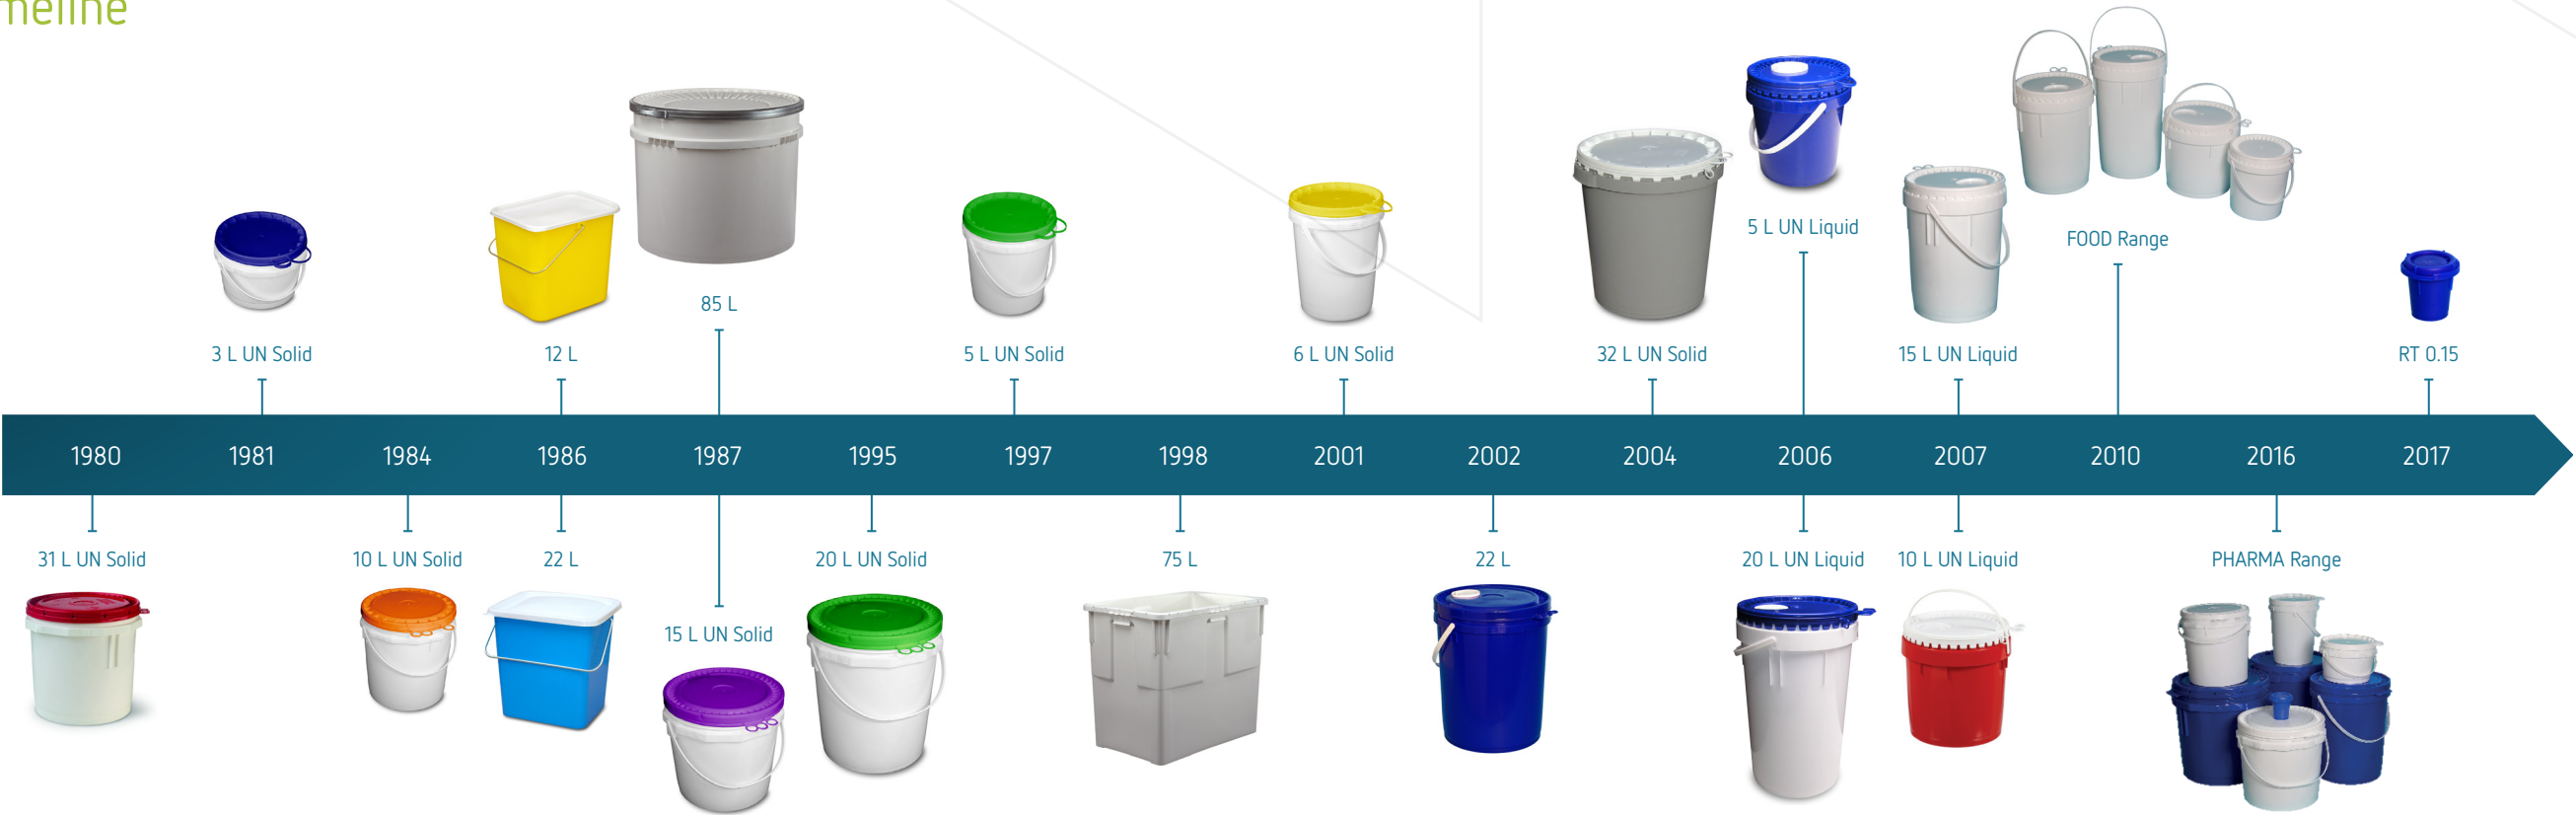 meline
5 L UN Liquid
FOOD Range
85 L
3 L UN Solid
12 L
5 L UN Solid
6 L UN Solid
32 L UN Solid
15 L UN Liquid
RT 0.15
1980 1981 1984 1986 1987 1995 1997 1998 2001 2002 2004 2006 2007 2010 2016 2017
31 L UN Solid
10 L UN Solid
22 L
20 L UN Solid
75 L
22 L
20 L UN Liquid
10 L UN Liquid
PHARMA Range
15 L UN Solid